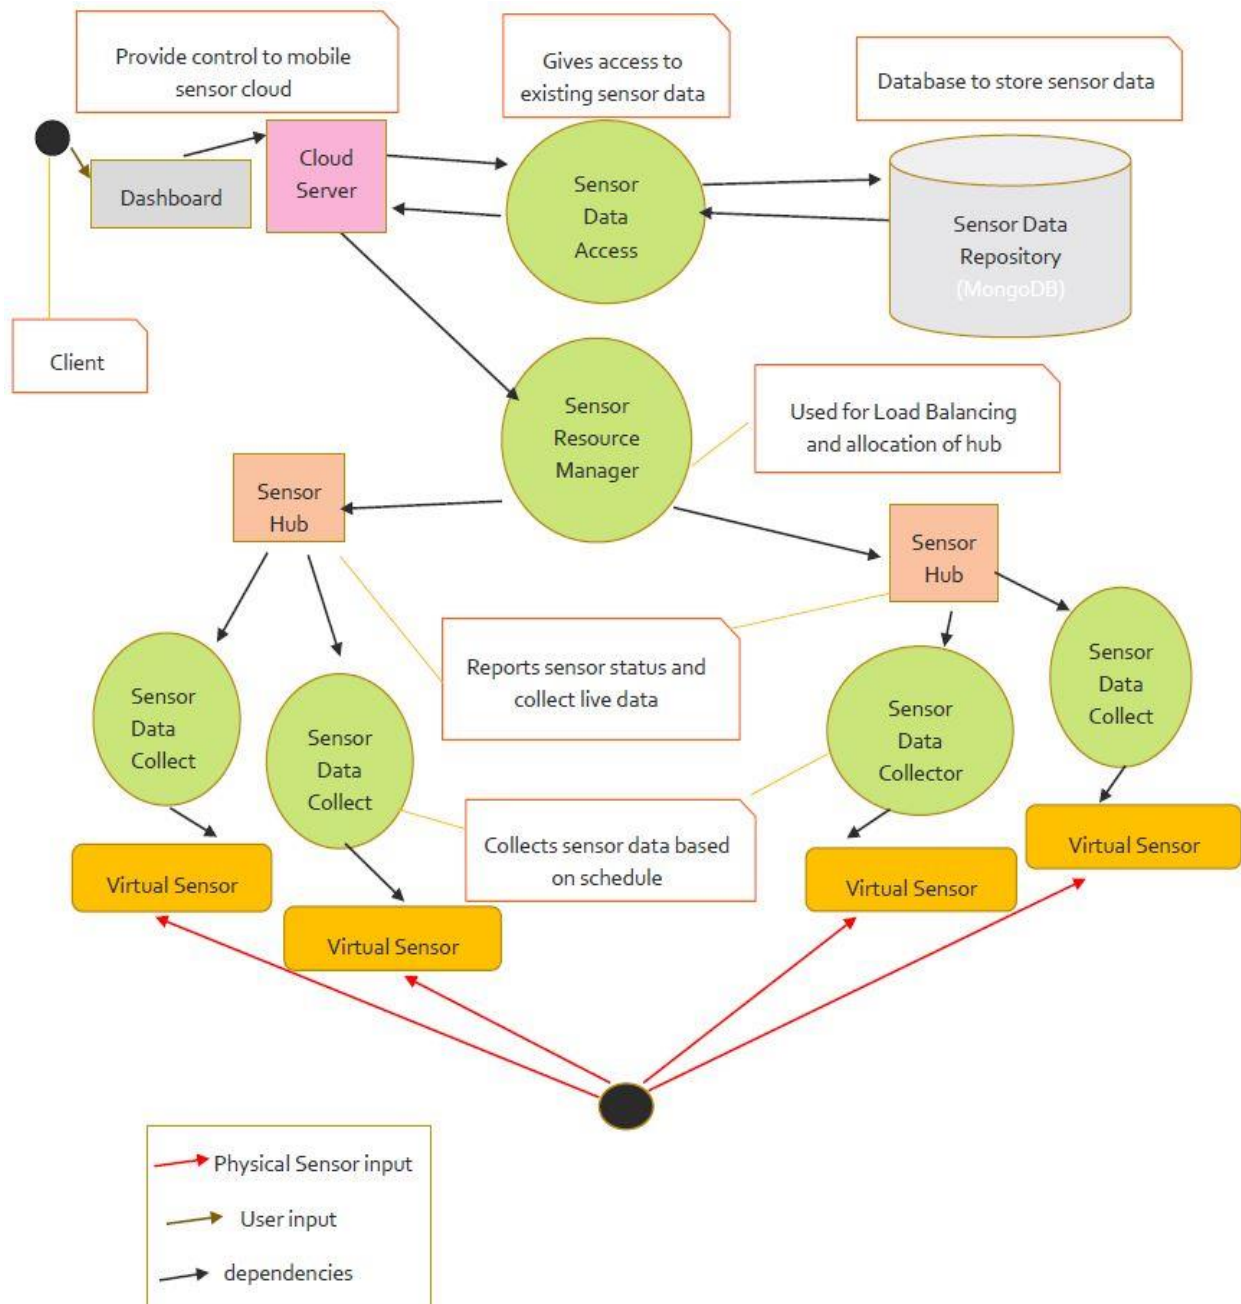 Provide control to mobile
sensor cloud
Gives access to
existing sensor data
Database to store sensor data
Dashboard
Cloud
Server
Sensor
Data
Access
Sensor Data
Repository
(MongoDB)
Client
Sensor
Resource
Manager
Used for Load Balancing
and allocation of hub
Sensor
Hub
Sensor
Hub
Reports sensor status and
collect live data
Sensor
Data
Collect
Sensor
Data
Collect
Sensor
Data
Collector
Sensor
Data
Collect
Collects sensor data based
on schedule
Virtual Sensor
Virtual Sensor
Virtual Sensor
Virtual Sensor
Physical Sensor input
User input
dependencies